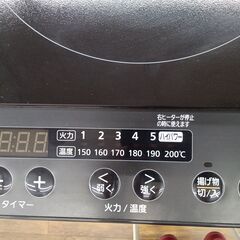 右ヒーターが停止
の時に使えます
火力 1 2 3 4 5 ハイパワー
温度 150 160 170 180 190 200℃
＋ < 弱く > 強く 揚げ物
切/入
タイマー 火力/温度